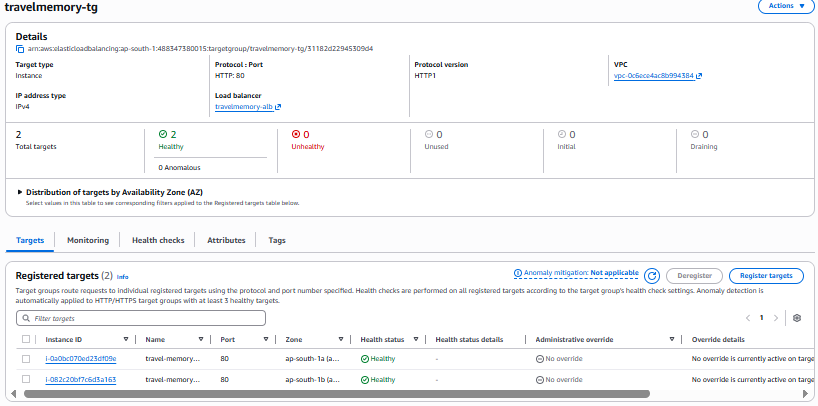 travelmemory-tg
Actions
Details
arn:aws:elasticloadbalancing:ap-south-1:488347380015:targetgroup/travelmemory-tg/31182d22945309d4
Target type
Instance
Protocol : Port
HTTP: 80
Protocol version
HTTP1
VPC
vpc-0c6ece4ac8b994384
IP address type
IPv4
Load balancer
travelmemory-alb
2
Total targets
2
Healthy
0 Anomalous
0
Unhealthy
0
Unused
0
Initial
0
Draining
Distribution of targets by Availability Zone (AZ)
Select values in this table to see corresponding filters applied to the Registered targets table below.
Targets Monitoring Health checks Attributes Tags
Registered targets (2) Info
Anomaly mitigation: Not applicable
Deregister
Register targets
Target groups route requests to individual registered targets using the protocol and port number specified. Health checks are performed on all registered targets according to the target group's health check settings. Anomaly detection is
automatically applied to HTTP/HTTPS target groups with at least 3 healthy targets.
Filter targets
1
Instance ID Name Port Zone Health status Health status details Administrative override Override details
i-0a0bc070ed23df09e travel-memory... 80 ap-south-1a (a... Healthy - No override No override is currently active on targe
i-082c20bf7c6d3a163 travel-memory... 80 ap-south-1b (a... Healthy - No override No override is currently active on targe